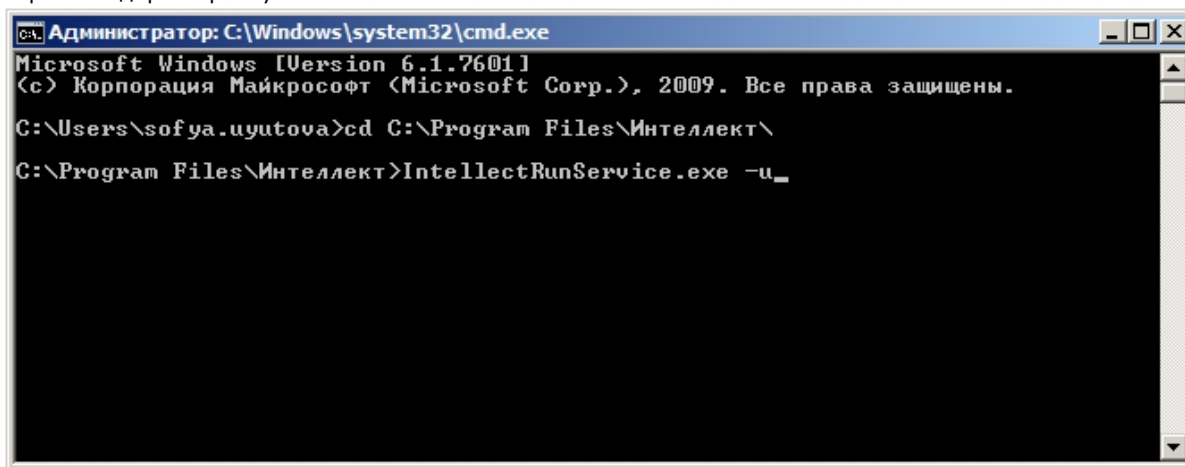 Администратор: C:\Windows\system32\cmd.exe
Microsoft Windows [Version 6.1.7601]
(c) Корпорация Майкрософт (Microsoft Corp.), 2009. Все права защищены.
C:\Users\sofya.uyutova>cd C:\Program Files\Интеллект\
C:\Program Files\Интеллект>IntellectRunService.exe -u_